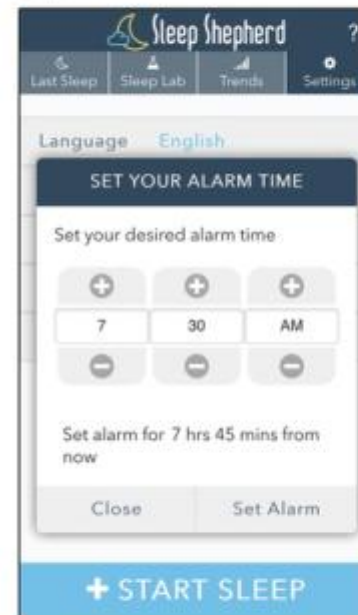 Sleep Shepherd ?
Last Sleep Sleep Lab Trends Settings
Language English
SET YOUR ALARM TIME
Set your desired alarm time
7 30 AM
Set alarm for 7 hrs 45 mins from
now
Close Set Alarm
+ START SLEEP